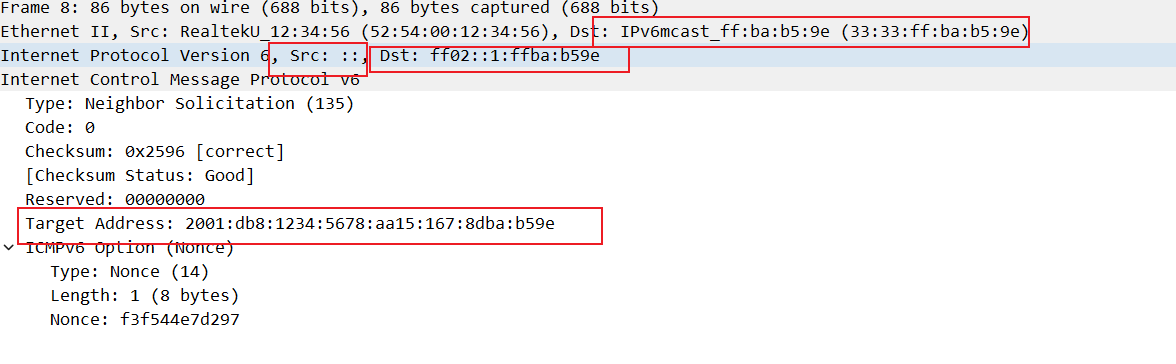 Frame 8: 86 bytes on wire (688 bits), 86 bytes captured (688 bits)
Ethernet II, Src: RealtekU_12:34:56 (52:54:00:12:34:56), Dst: IPv6mcast_ff:ba:b5:9e (33:33:ff:ba:b5:9e)
Internet Protocol Version 6, Src: ::, Dst: ff02::1:ffba:b59e
Internet Control Message Protocol v6
Type: Neighbor Solicitation (135)
Code: 0
Checksum: 0x2596 [correct]
[Checksum Status: Good]
Reserved: 00000000
Target Address: 2001:db8:1234:5678:aa15:167:8dba:b59e
ICMPv6 Option (Nonce)
Type: Nonce (14)
Length: 1 (8 bytes)
Nonce: f3f544e7d297